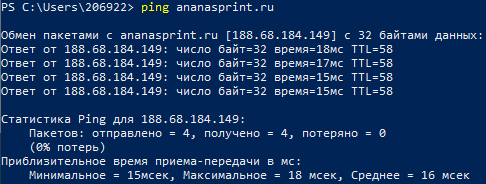 PS C:\Users\206922> ping ananasprint.ru
Обмен пакетами с ananasprint.ru [188.68.184.149] с 32 байтами данных:
Ответ от 188.68.184.149: число байт=32 время=18мс TTL=58
Ответ от 188.68.184.149: число байт=32 время=17мс TTL=58
Ответ от 188.68.184.149: число байт=32 время=15мс TTL=58
Ответ от 188.68.184.149: число байт=32 время=15мс TTL=58
Статистика Ping для 188.68.184.149:
Пакетов: отправлено = 4, получено = 4, потеряно = 0
(0% потерь)
Приблизительное время приема-передачи в мс:
Минимальное = 15мсек, Максимальное = 18 мсек, Среднее = 16 мсек